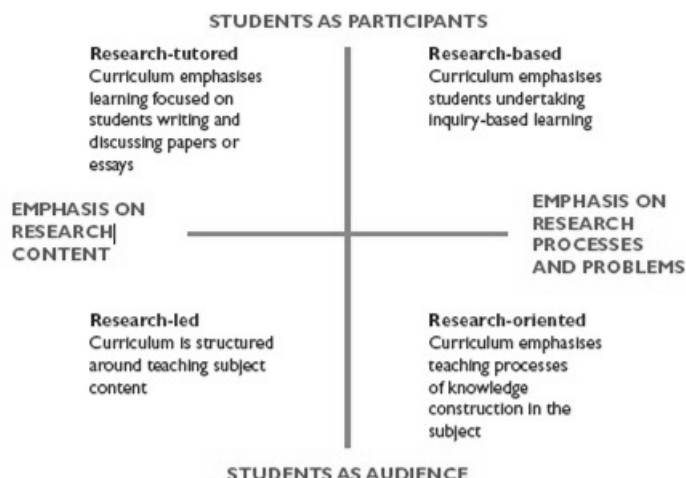 STUDENTS AS PARTICIPANTS
Research-tutored
Curriculum emphasises
learning focused on
students writing and
discussing papers or
essays
Research-based
Curriculum emphasises
students undertaking
inquiry-based learning
EMPHASIS ON
RESEARCH
CONTENT
EMPHASIS ON
RESEARCH
PROCESSES
AND PROBLEMS
Research-led
Curriculum is structured
around teaching subject
content
Research-oriented
Curriculum emphasises
teaching processes
of knowledge
construction in the
subject
STUDENTS AS AUDIENCE